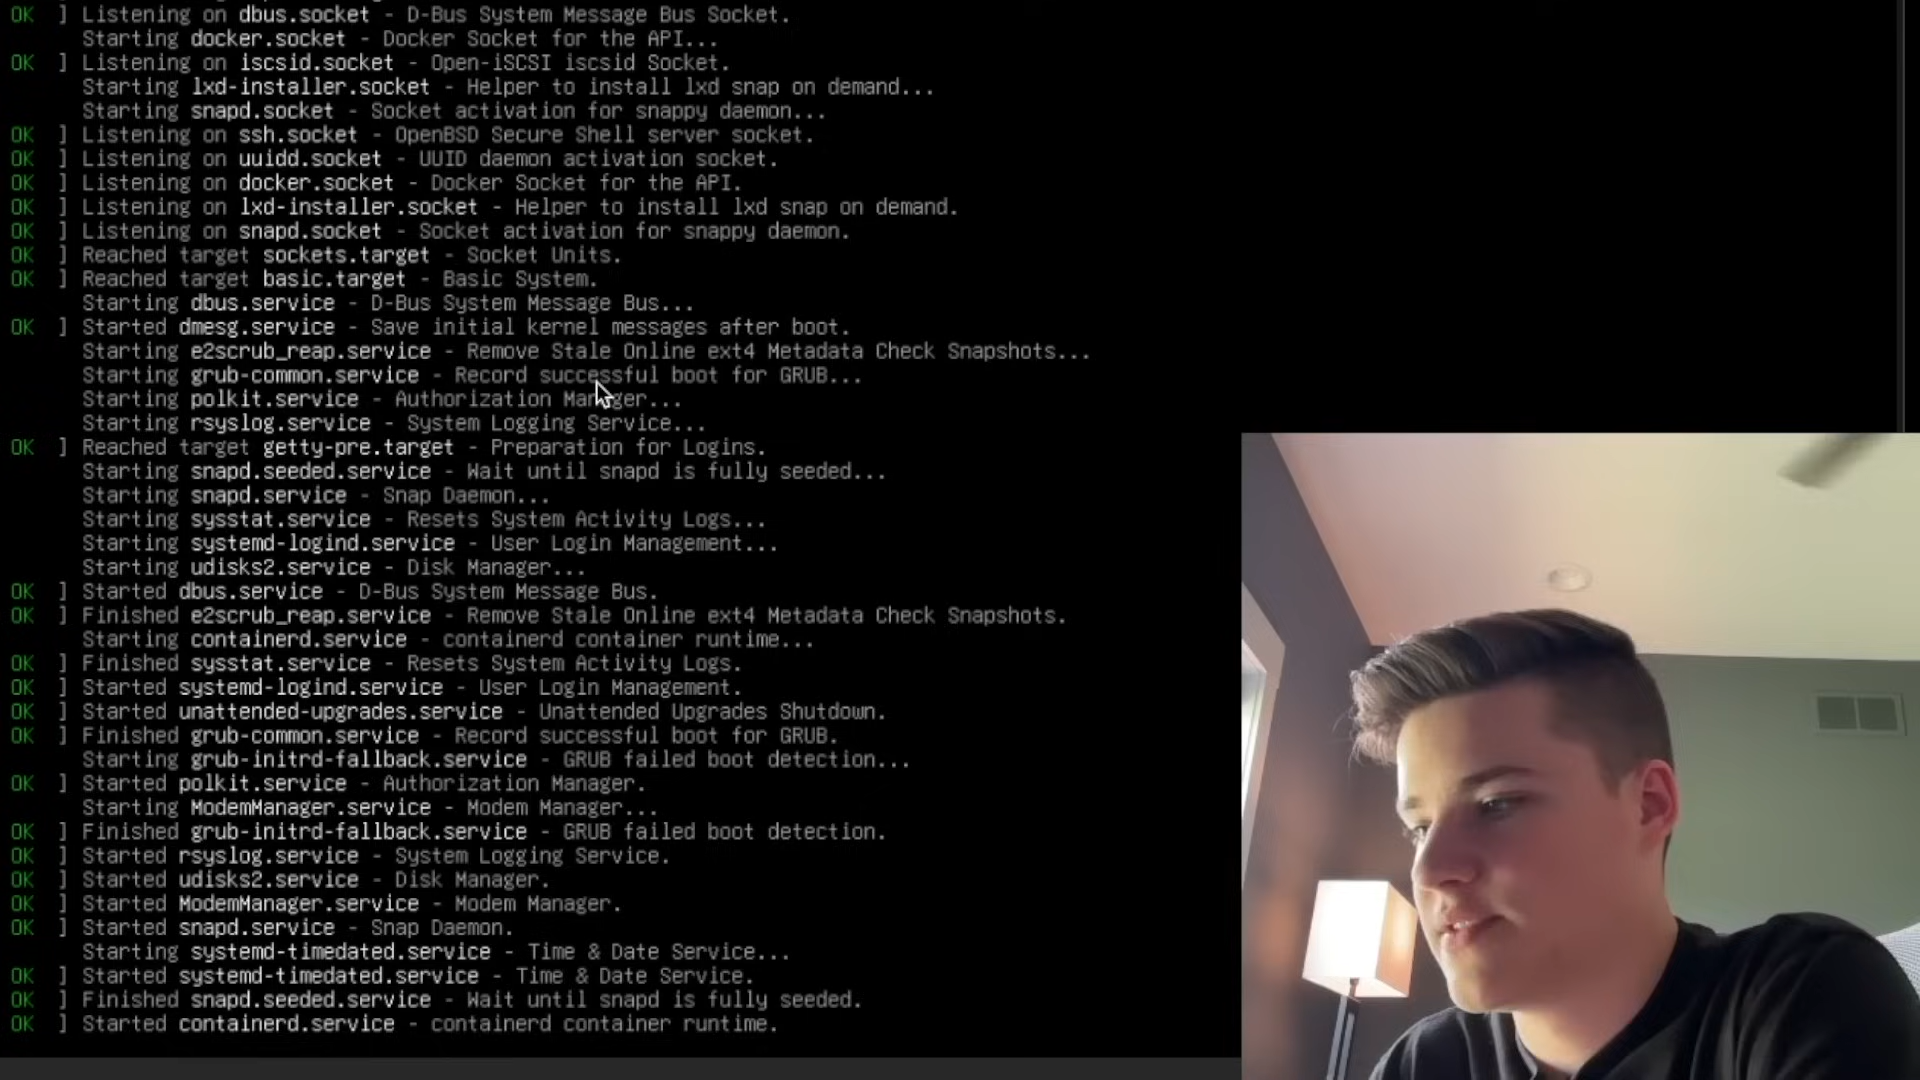 OK ] Listening on dbus.socket - D-Bus System Message Bus Socket.
Starting docker.socket - Docker Socket for the API...
OK ] Listening on iscsid.socket - Open-iSCSI iscsid Socket.
Starting lxd-installer.socket - Helper to install lxd snap on demand...
Starting snapd.socket - Socket activation for snappy daemon...
OK ] Listening on ssh.socket - OpenBSD Secure Shell server socket.
OK ] Listening on uuidd.socket - UUID daemon activation socket.
OK ] Listening on docker.socket - Docker Socket for the API.
OK ] Listening on lxd-installer.socket - Helper to install lxd snap on demand.
OK ] Listening on snapd.socket - Socket activation for snappy daemon.
OK ] Reached target sockets.target - Socket Units.
OK ] Reached target basic.target - Basic System.
Starting dbus.service - D-Bus System Message Bus...
OK ] Started dmesg.service - Save initial kernel messages after boot.
Starting e2scrub_reap.service - Remove Stale Online ext4 Metadata Check Snapshots...
Starting grub-common.service - Record successful boot for GRUB...
Starting polkit.service - Authorization Manager...
Starting rsyslog.service - System Logging Service...
OK ] Reached target getty-pre.target - Preparation for Logins.
Starting snapd.seeded.service - Wait until snapd is fully seeded...
Starting snapd.service - Snap Daemon...
Starting sysstat.service - Resets System Activity Logs...
Starting systemd-logind.service - User Login Management...
Starting udisks2.service - Disk Manager...
OK ] Started dbus.service - D-Bus System Message Bus.
OK ] Finished e2scrub_reap.service - Remove Stale Online ext4 Metadata Check Snapshots.
Starting containerd.service - containerd container runtime...
OK ] Finished sysstat.service - Resets System Activity Logs.
OK ] Started systemd-logind.service - User Login Management.
OK ] Started unattended-upgrades.service - Unattended Upgrades Shutdown.
OK ] Finished grub-common.service - Record successful boot for GRUB.
Starting grub-initrd-fallback.service - GRUB failed boot detection...
OK ] Started polkit.service - Authorization Manager.
Starting ModemManager.service - Modem Manager...
OK ] Finished grub-initrd-fallback.service - GRUB failed boot detection.
OK ] Started rsyslog.service - System Logging Service.
OK ] Started udisks2.service - Disk Manager.
OK ] Started ModemManager.service - Modem Manager.
OK ] Started snapd.service - Snap Daemon.
Starting systemd-timedated.service - Time & Date Service...
OK ] Started systemd-timedated.service - Time & Date Service.
OK ] Finished snapd.seeded.service - Wait until snapd is fully seeded.
OK ] Started containerd.service - containerd container runtime.